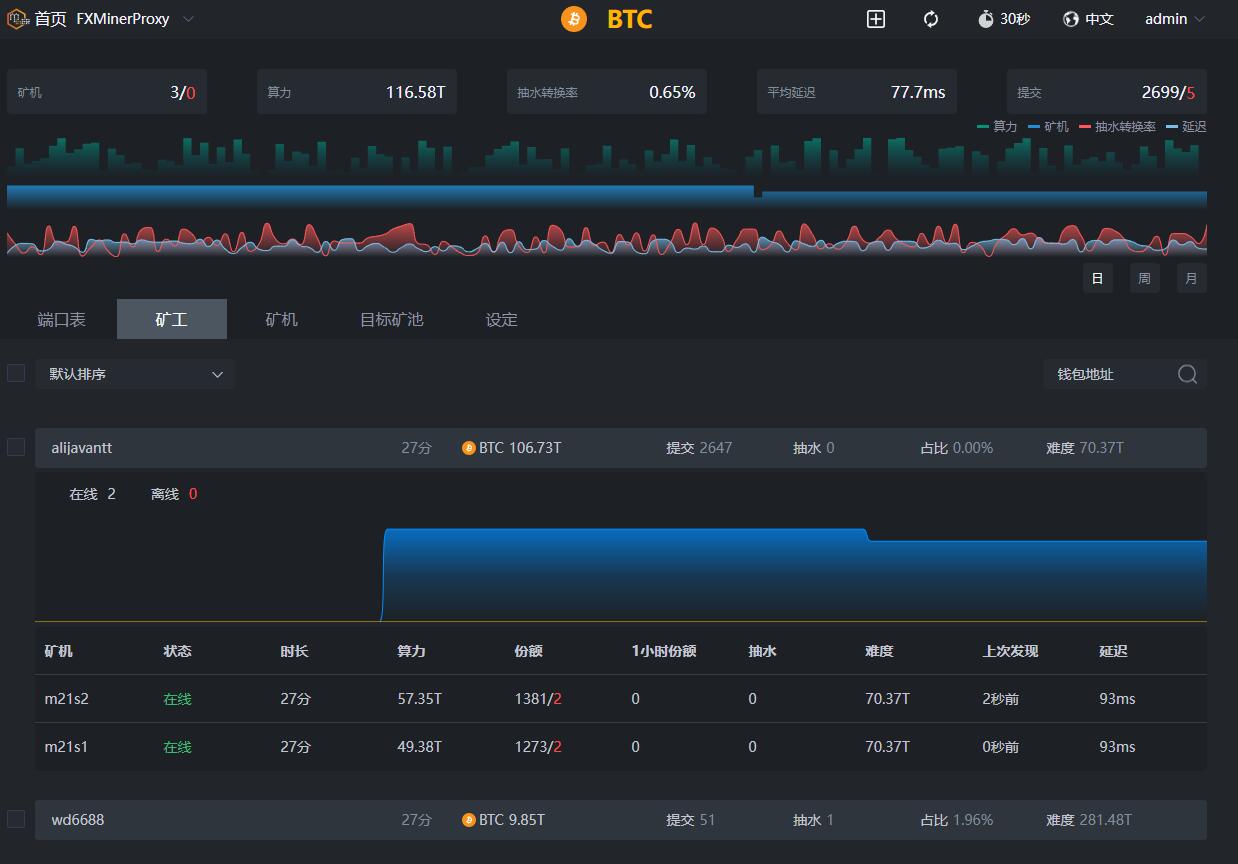 首页 FXMinerProxy BTC 30秒 中文 admin
矿机 3/0 算力 116.58T 抽水转换率 0.65% 平均延迟 77.7ms 提交 2699/5
算力 矿机 抽水转换率 延迟
日 周 月
端口表 矿工 矿机 目标矿池 设定
默认排序 钱包地址
alijavantt 27分 BTC 106.73T 提交 2647 抽水 0 占比 0.00% 难度 70.37T
在线 2 离线 0
矿机 状态 时长 算力 份额 1小时份额 抽水 难度 上次发现 延迟
m21s2 在线 27分 57.35T 1381/2 0 0 70.37T 2秒前 93ms
m21s1 在线 27分 49.38T 1273/2 0 0 70.37T 0秒前 93ms
wd6688 27分 BTC 9.85T 提交 51 抽水 1 占比 1.96% 难度 281.48T